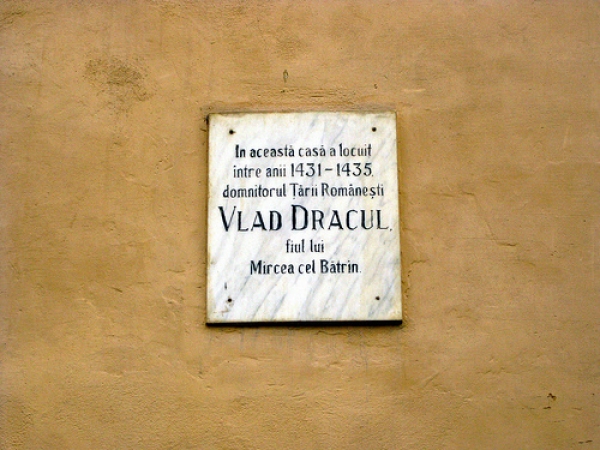 In această casă a locuit
între anii 1431-1435,
domnitorul Țării Românești
VLAD DRACUL,
fiul lui
Mircea cel Bătrîn.